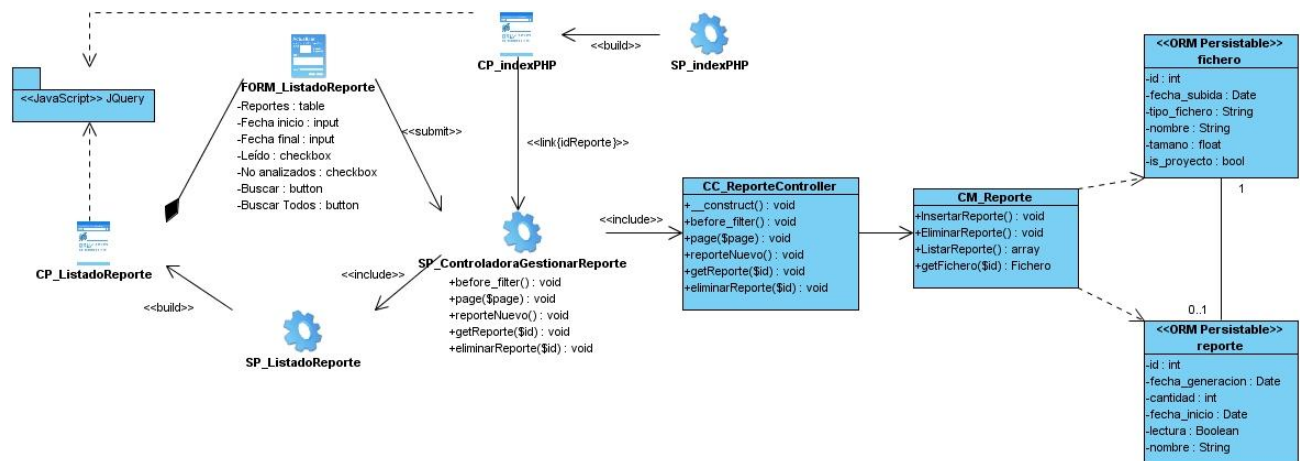 <<build>>
CP_indexPHP
SP_indexPHP
<<JavaScript>> JQuery
FORM_ListadoReporte
-Reportes : table
-Fecha inicio : input
-Fecha final : input
-Leído : checkbox
-No analizados : checkbox
-Buscar : button
-Buscar Todos : button
<<submit>>
<<link{idReporte}>>
CP_ListadoReporte
<<build>>
SP_ListadoReporte
<<include>>
SP_ControladoraGestionarReporte
+before_filter() : void
+page($page) : void
+reporteNuevo() : void
+getReporte($id) : void
+eliminarReporte($id) : void
<<include>>
CC_ReporteController
+__construct() : void
+before_filter() : void
+page($page) : void
+reporteNuevo() : void
+getReporte($id) : void
+eliminarReporte($id) : void
CM_Reporte
+InsertarReporte() : void
+EliminarReporte() : void
+ListarReporte() : array
+getFichero($id) : Fichero
<<ORM Persistable>>
fichero
-id : int
-fecha_subida : Date
-tipo_fichero : String
-nombre : String
-tamano : float
-is_proyecto : bool
1
0..1
<<ORM Persistable>>
reporte
-id : int
-fecha_generacion : Date
-cantidad : int
-fecha_inicio : Date
-lectura : Boolean
-nombre : String